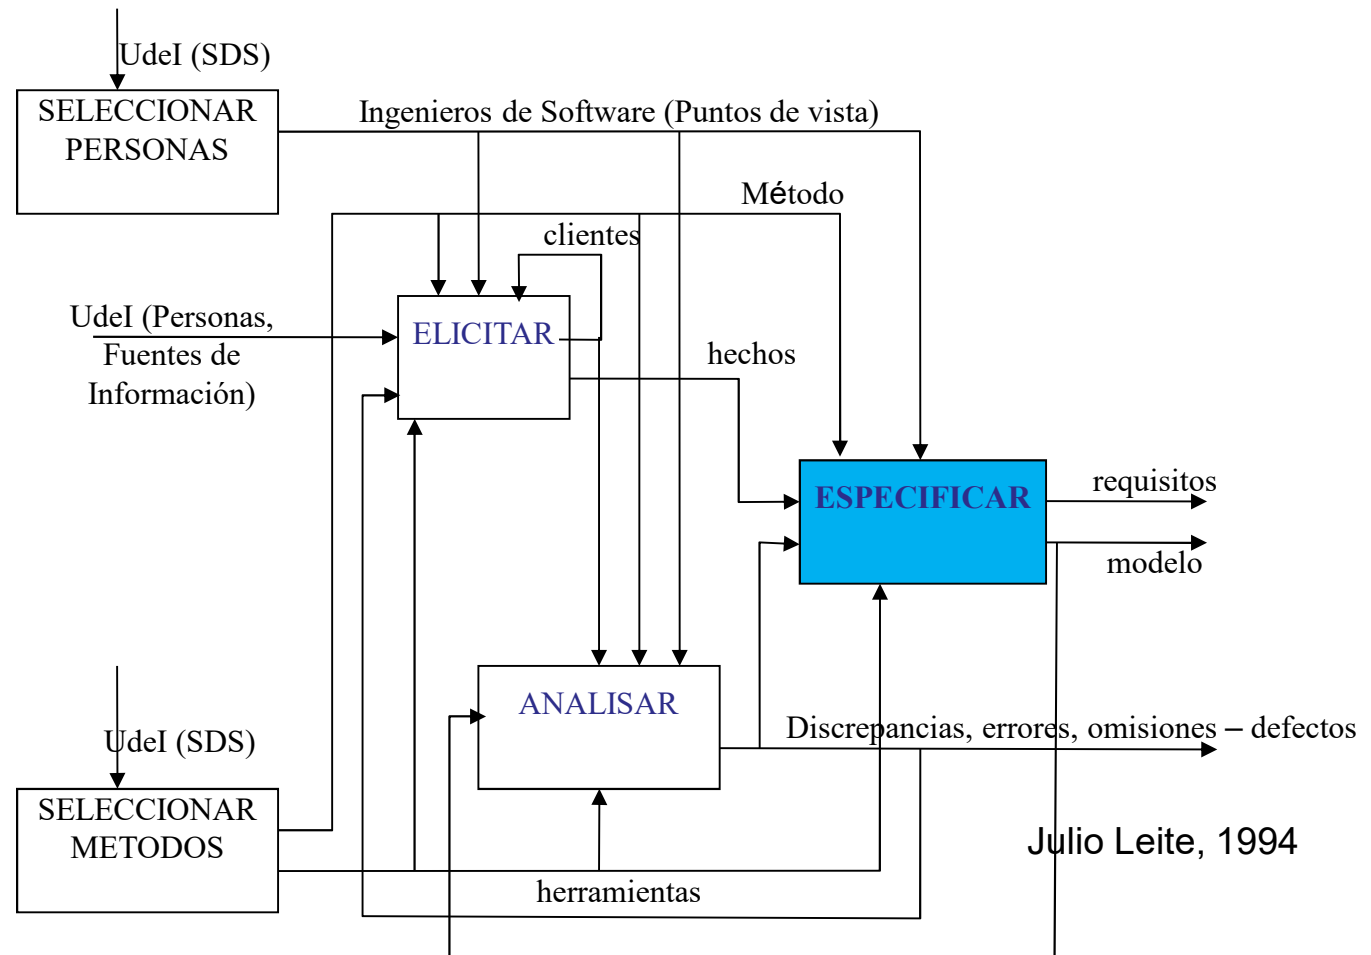 UdeI (SDS)
SELECCIONAR
PERSONAS
Ingenieros de Software (Puntos de vista)
Método
clientes
UdeI (Personas,
Fuentes de
Información)
ELICITAR
hechos
ESPECIFICAR
requisitos
modelo
ANALISAR
Discrepancias, errores, omisiones – defectos
UdeI (SDS)
SELECCIONAR
METODOS
herramientas
Julio Leite, 1994